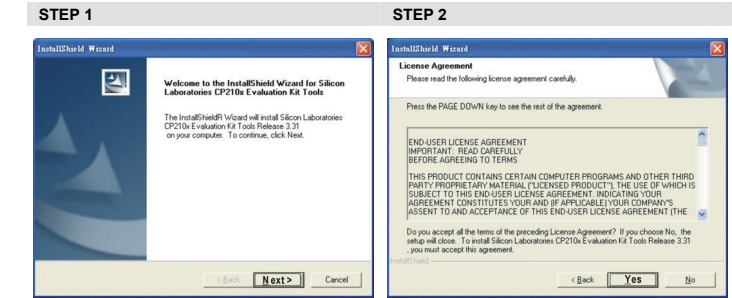 STEP 1
InstallShield Wizard
Welcome to the InstallShield Wizard for Silicon
Laboratories CP210x Evaluation Kit Tools
The InstallShieldR Wizard will install Silicon Laboratories
CP210x Evaluation Kit Tools Release 3.31
on your computer. To continue, click Next.
< Back
Next >
Cancel
STEP 2
InstallShield Wizard
License Agreement
Please read the following license agreement carefully.
Press the PAGE DOWN key to see the rest of the agreement.
END-USER LICENSE AGREEMENT
IMPORTANT: READ CAREFULLY
BEFORE AGREEING TO TERMS
THIS PRODUCT CONTAINS CERTAIN COMPUTER PROGRAMS AND OTHER THIRD
PARTY PROPRIETARY MATERIAL ("LICENSED PRODUCT"), THE USE OF WHICH IS
SUBJECT TO THIS END-USER LICENSE AGREEMENT. INDICATING YOUR
AGREEMENT CONSTITUTES YOUR AND (IF APPLICABLE) YOUR COMPANY'S
ASSENT TO AND ACCEPTANCE OF THIS END-USER LICENSE AGREEMENT (THE
Do you accept all the terms of the preceding License Agreement? If you choose No, the
setup will close. To install Silicon Laboratories CP210x Evaluation Kit Tools Release 3.31
, you must accept this agreement.
InstallShield
< Back
Yes
No